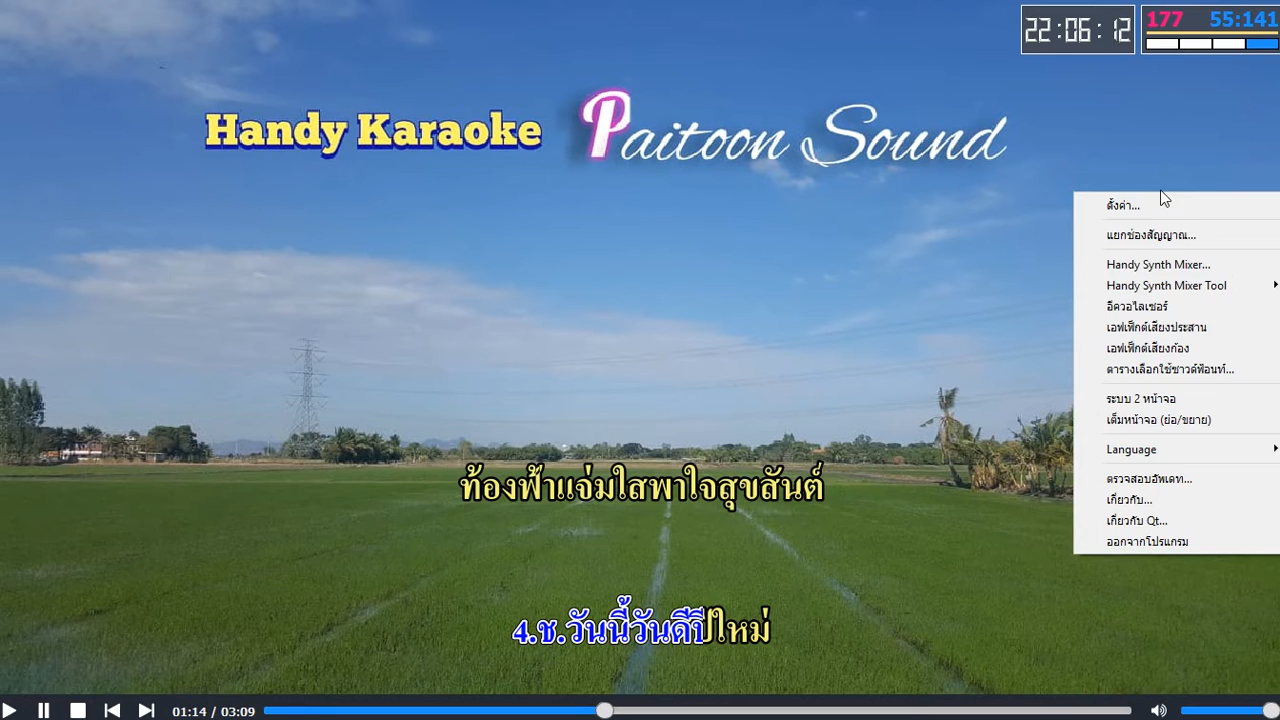 22:06:12
177 55:141
Handy Karaoke Paitoon Sound
ตั้งค่า...
แยกช่องสัญญาณ...
Handy Synth Mixer...
Handy Synth Mixer Tool
อีควอไลเซอร์
เอฟเฟ็กต์เสียงประสาน
เอฟเฟ็กต์เสียงก้อง
ตารางเลือกใช้ซาวด์ฟ้อนท์...
ระบบ 2 หน้าจอ
เต็มหน้าจอ (ย่อ/ขยาย)
Language
ตรวจสอบอัพเดท...
เกี่ยวกับ...
เกี่ยวกับ Qt...
ออกจากโปรแกรม
ท้องฟ้าแจ่มใสพาใจสุขสันต์
4.ช.วันนี้วันดีปีใหม่
01:14 / 03:09